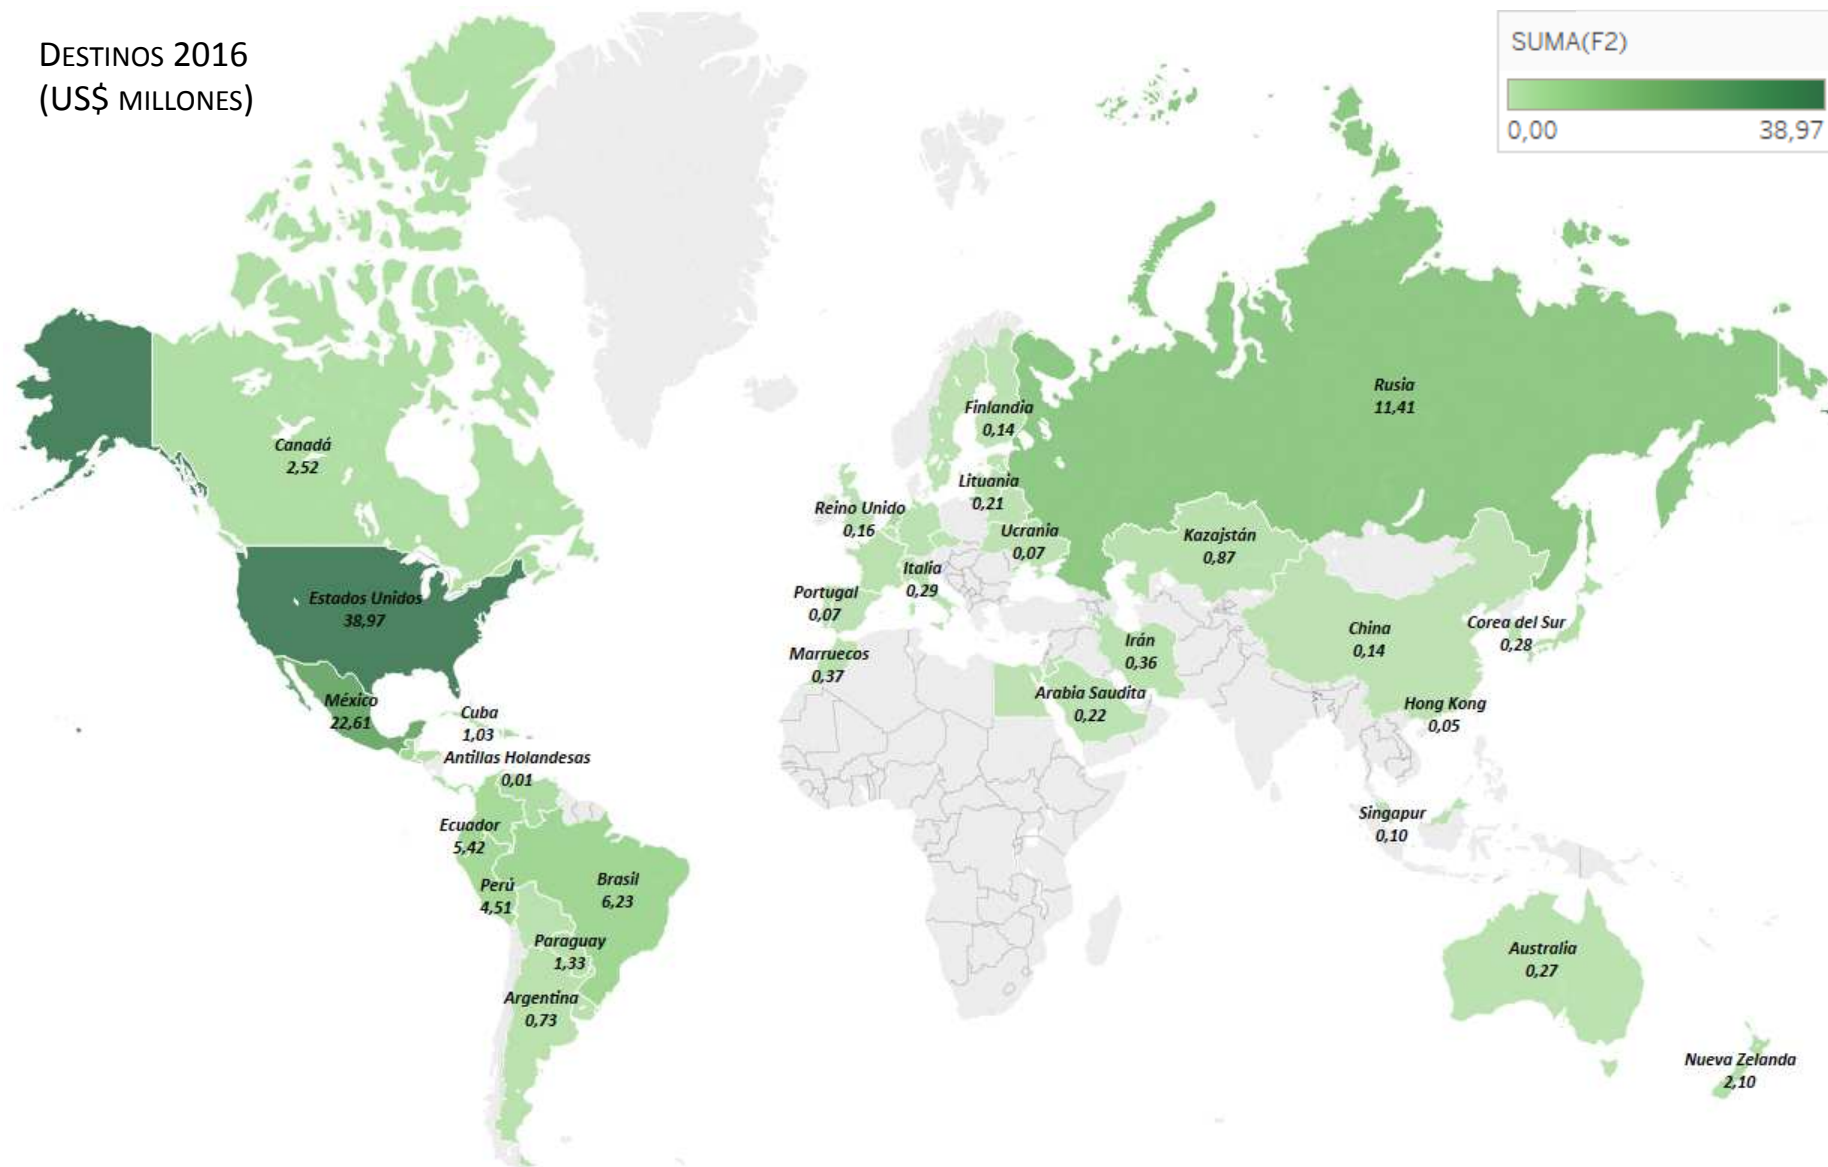 DESTINOS 2016
(US$ MILLONES)
SUMA(F2)
0,00 38,97
Rusia
11,41
Finlandia
0,14
Canadá
2,52
Lituania
0,21
Reino Unido
0,16
Ucrania
0,07
Kazajstán
0,87
Italia
0,29
Portugal
0,07
Estados Unidos
38,97
Corea del Sur
0,28
China
0,14
Irán
0,36
Marruecos
0,37
Arabia Saudita
0,22
México
22,61
Hong Kong
0,05
Cuba
1,03
Antillas Holandesas
0,01
Singapur
0,10
Ecuador
5,42
Brasil
6,23
Perú
4,51
Paraguay
1,33
Australia
0,27
Argentina
0,73
Nueva Zelanda
2,10